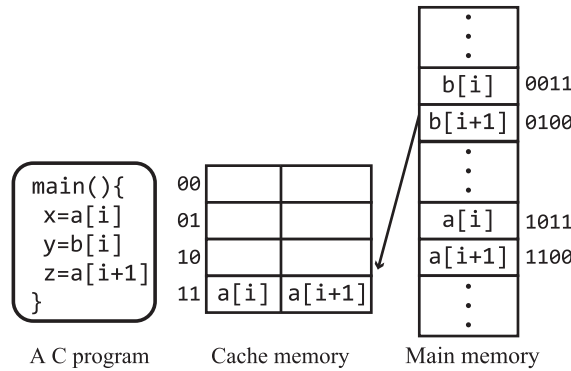 main(){
x=a[i]
y=b[i]
z=a[i+1]
}
A C program
00
01
10
11 a[i] a[i+1]
Cache memory
b[i] 0011
b[i+1] 0100
a[i] 1011
a[i+1] 1100
Main memory